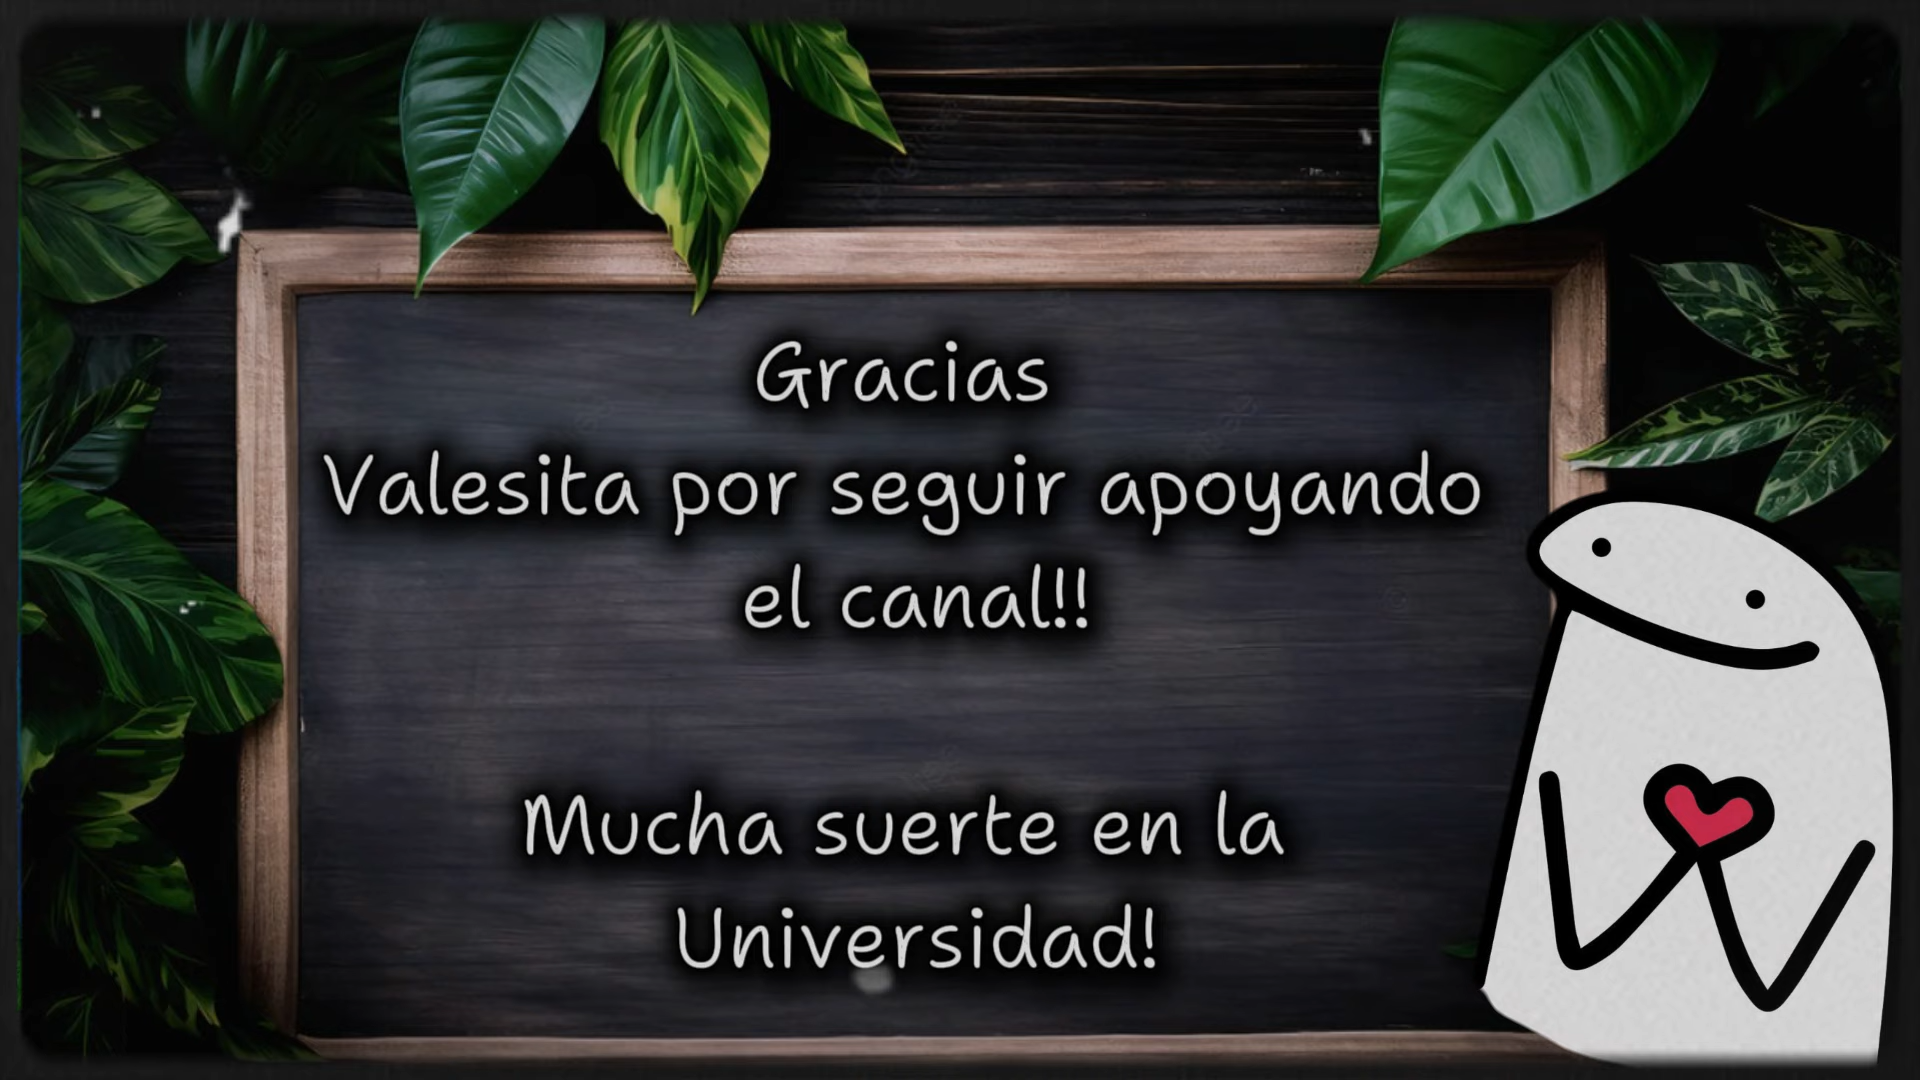 Gracias
Valesita por seguir apoyando
el canal!!
Mucha suerte en la
Universidad!